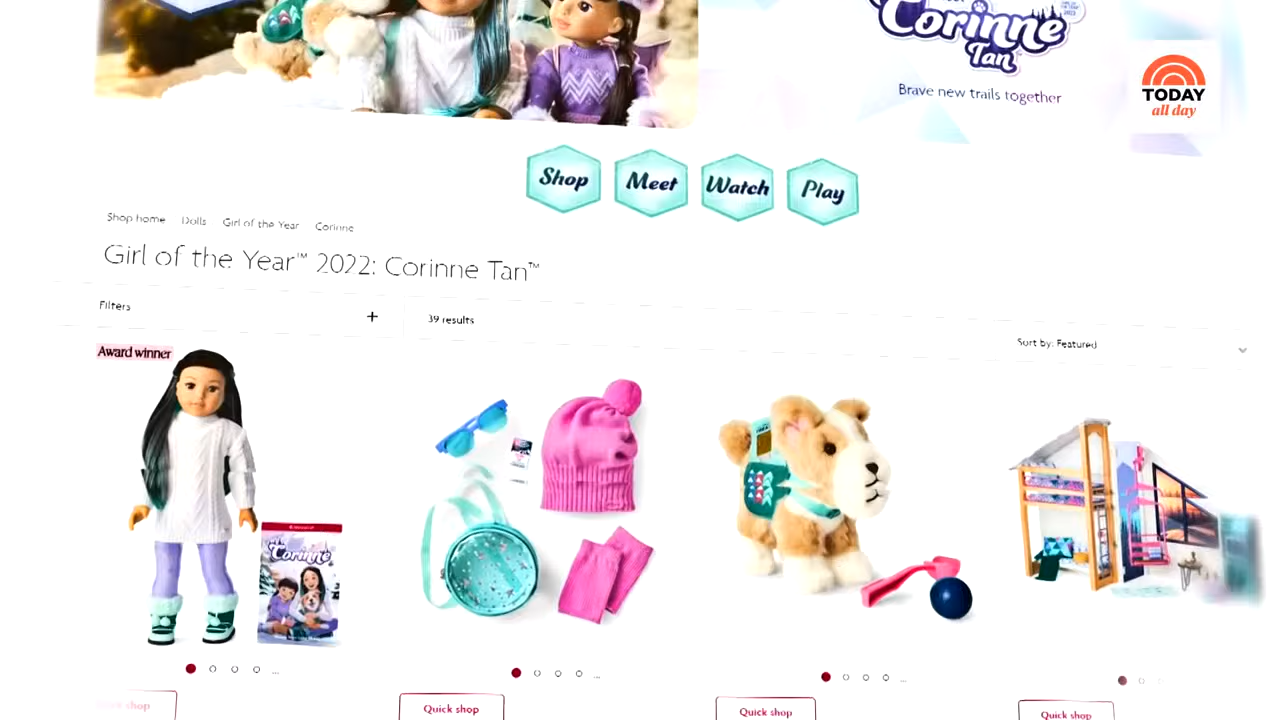 Corinne
Tan™
Brave new trails together
TODAY
all day
Shop
Meet
Watch
Play
Shop home Dolls Girl of the Year Corinne
Girl of the Year™ 2022: Corinne Tan™
Filters +
39 results
Sort by: Featured
Award winner
Corinne
Quick shop
Quick shop
Quick shop
Quick shop